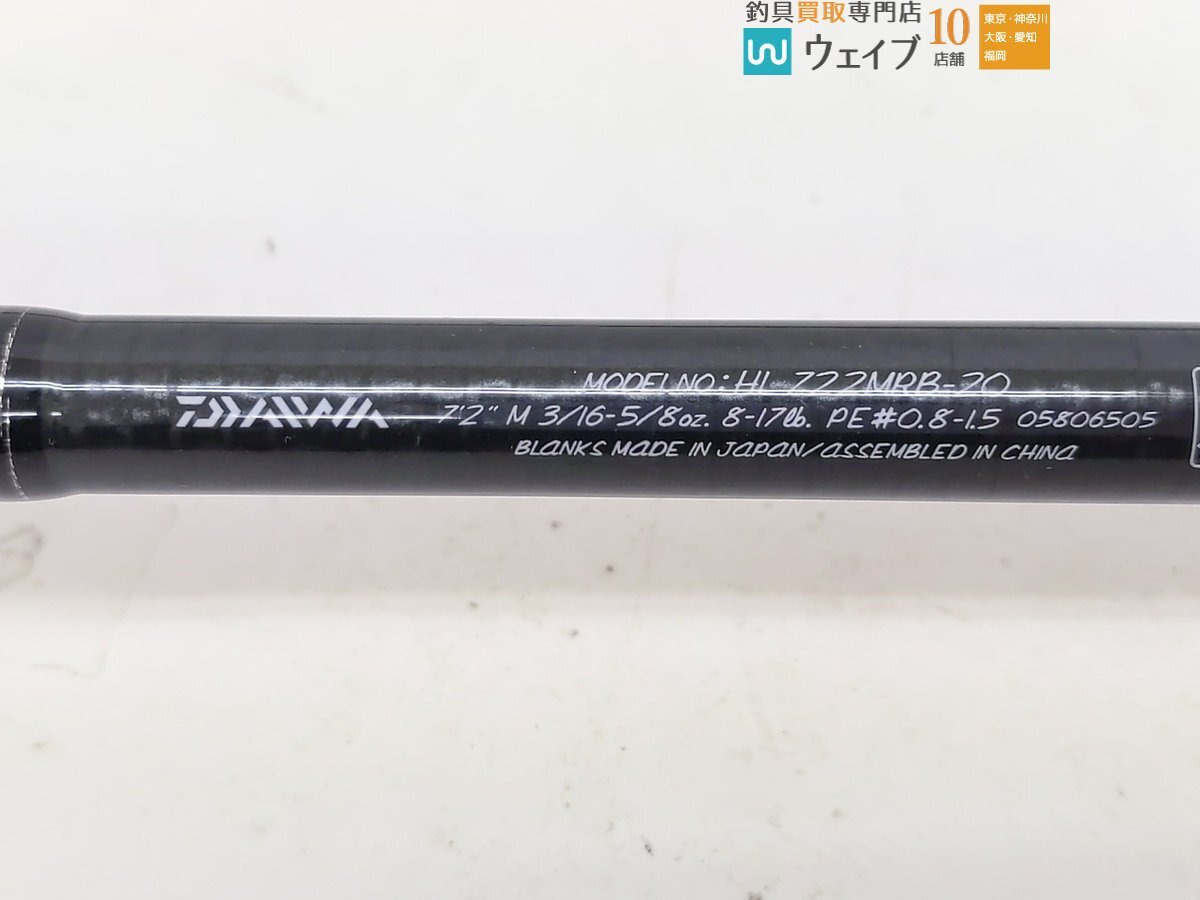 釣具買取専門店
ウェイブ
10
店舗
東京・神奈川
大阪・愛知
福岡
MODEL NO: HL 722MRB-20
DAIWA
7'2" M 3/16-5/8oz. 8-17lb. PE#0.8-1.5 05806505
BLANKS MADE IN JAPAN/ASSEMBLED IN CHINA